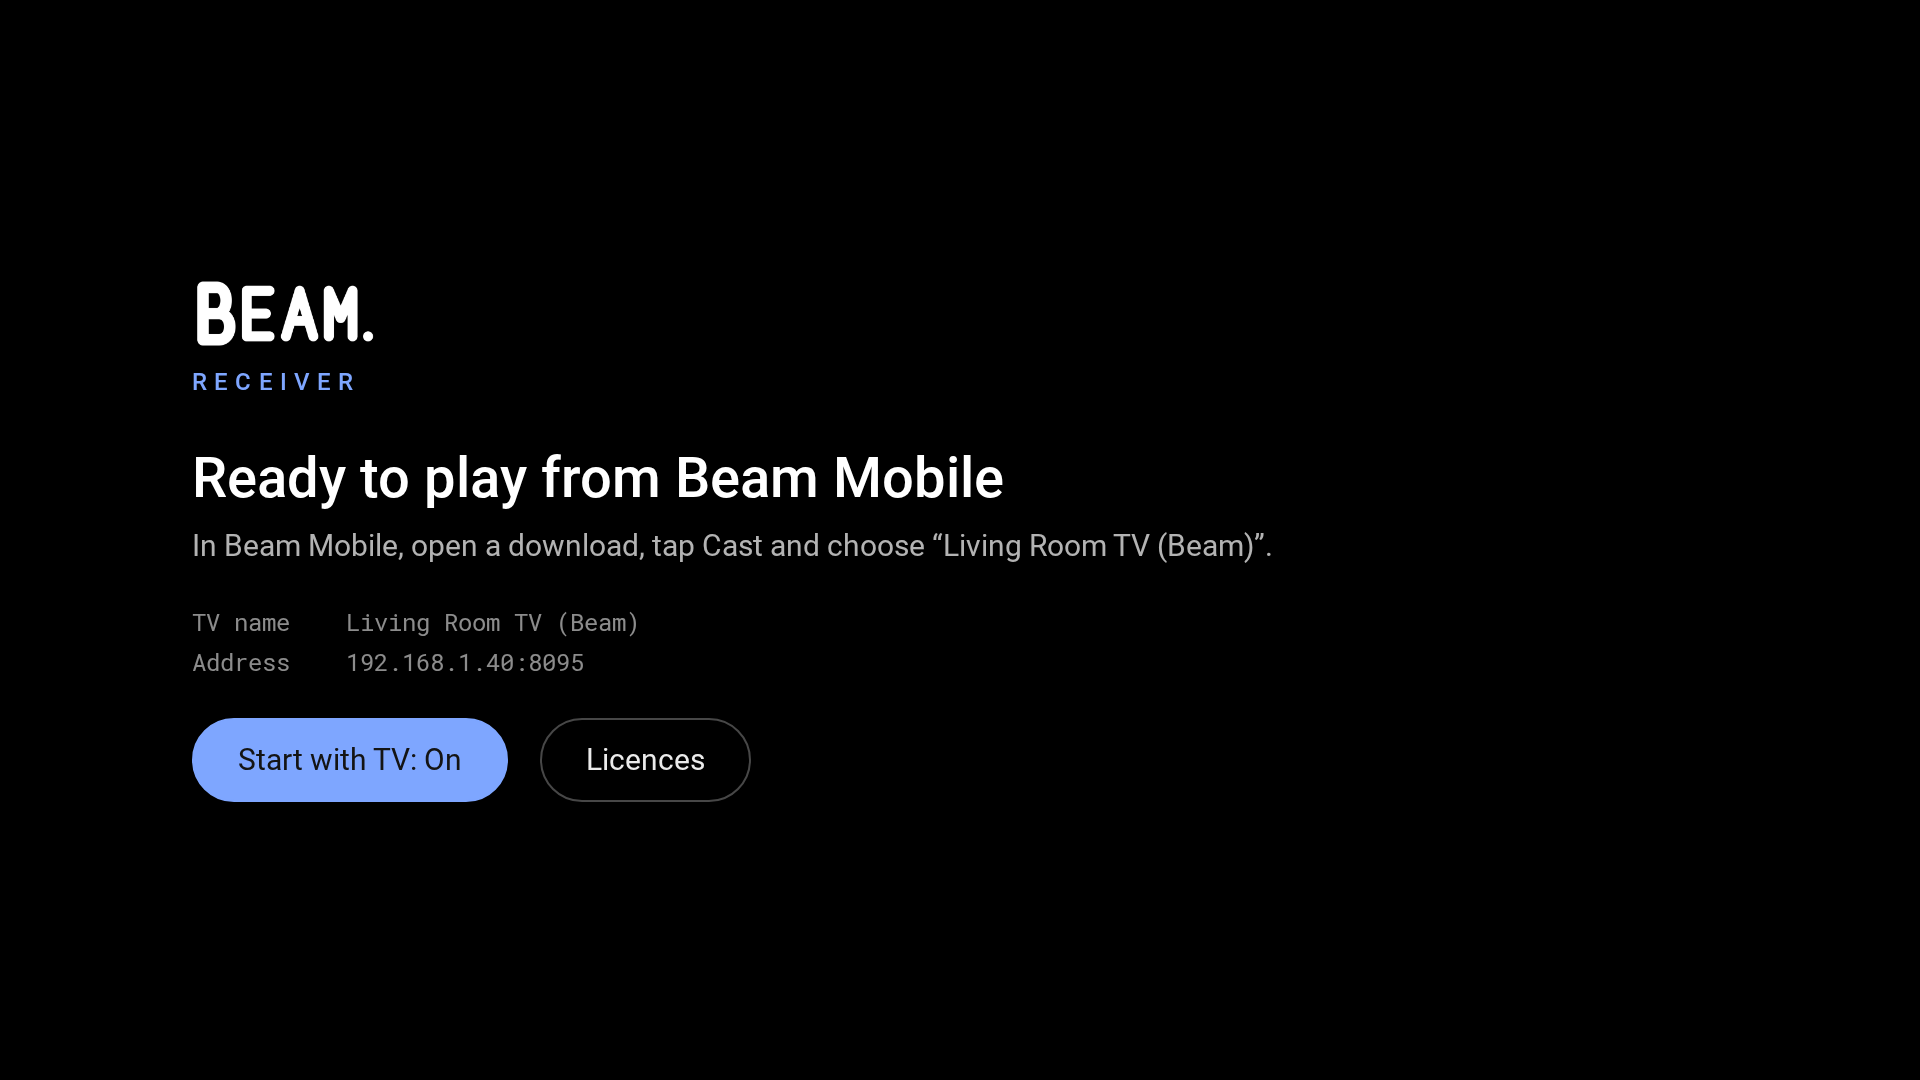 BEAM.
RECEIVER
Ready to play from Beam Mobile
In Beam Mobile, open a download, tap Cast and choose “Living Room TV (Beam)”.
TV name Living Room TV (Beam)
Address 192.168.1.40:8095
Start with TV: On
Licences